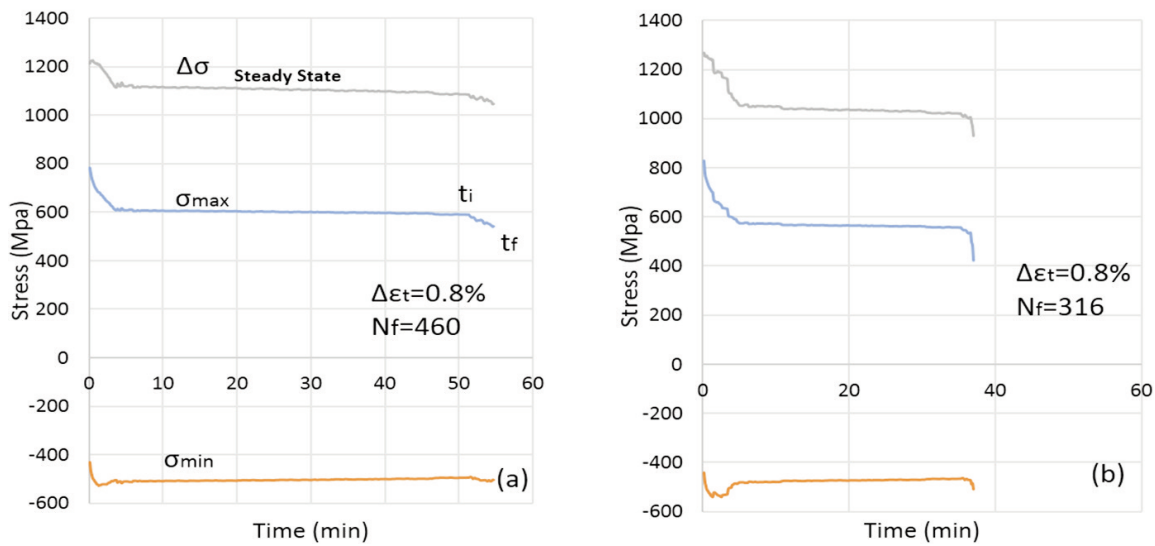 1400
1200
1000
800
600
400
200
0
-200
-400
-600
Stress (Mpa)
Δσ
Steady State
σmax
ti
tf
Δεt=0.8%
Nf=460
0 10 20 30 40 50 60
σmin
(a)
Time (min)
1400
1200
1000
800
600
400
200
0
-200
-400
-600
Stress (Mpa)
Δεt=0.8%
Nf=316
0 20 40 60
(b)
Time (min)